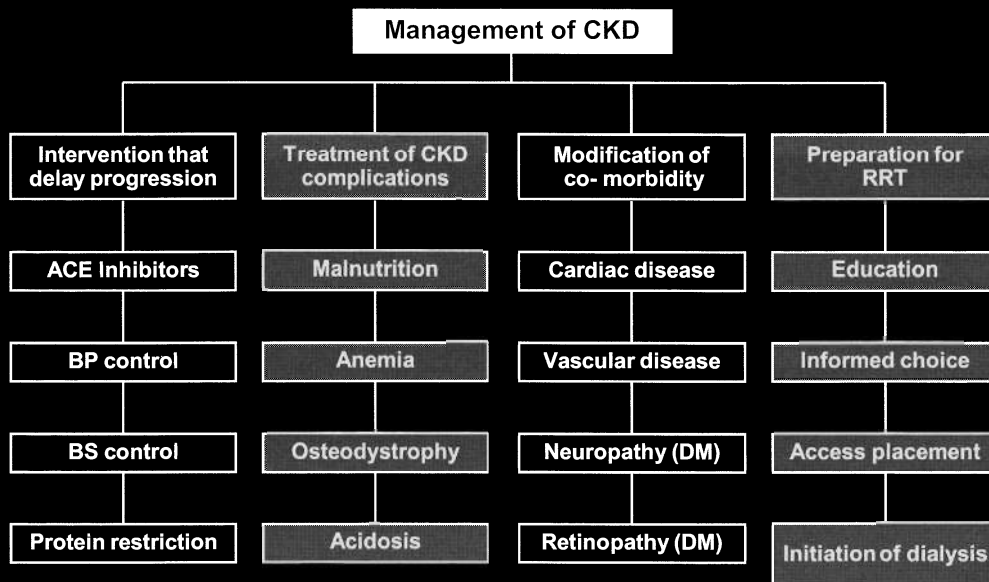 Management of CKD
Intervention that
delay progression
ACE Inhibitors
BP control
BS control
Protein restriction
Treatment of CKD
complications
Malnutrition
Anemia
Osteodystrophy
Acidosis
Modification of
co- morbidity
Cardiac disease
Vascular disease
Neuropathy (DM)
Retinopathy (DM)
Preparation for
RRT
Education
Informed choice
Access placement
Initiation of dialysis